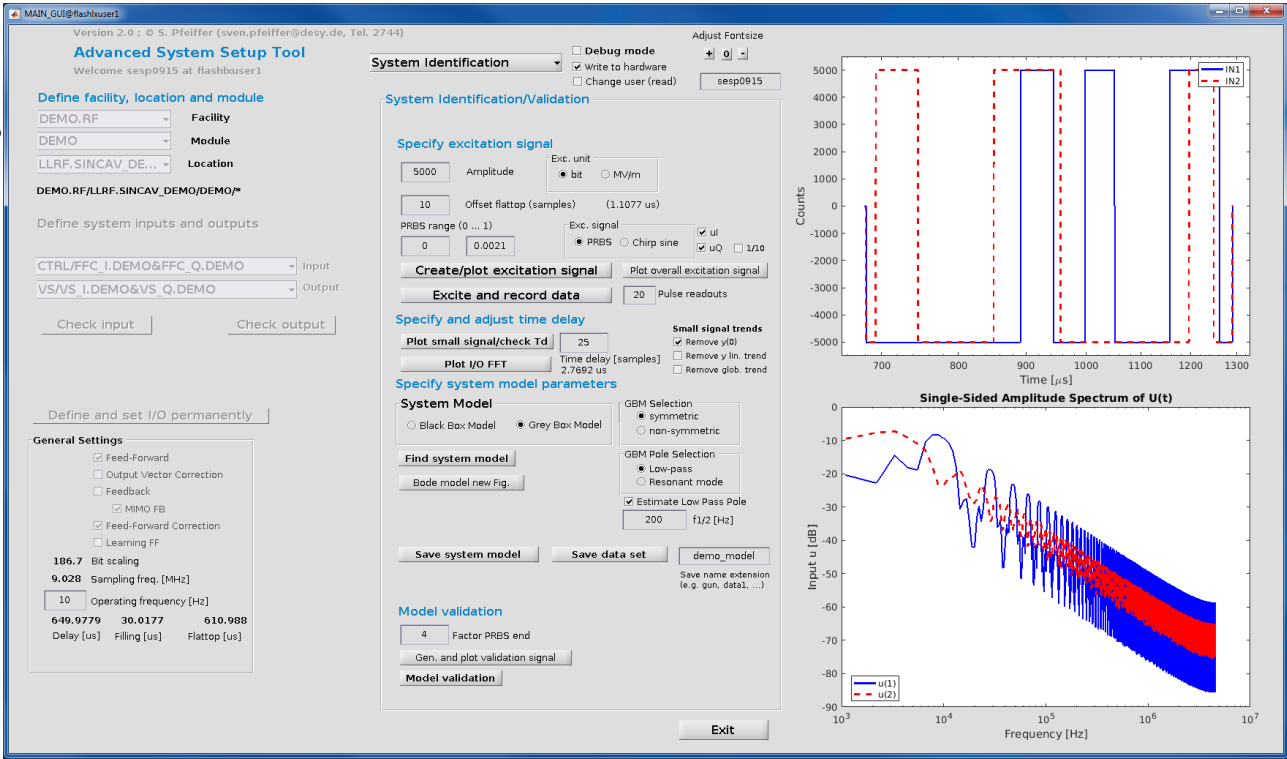 MAIN_GUI@flashlxuser1
Version 2.0 ; © S. Pfeiffer (sven.pfeiffer@desy.de, Tel. 2744)
Advanced System Setup Tool
Welcome sesp0915 at flashlxuser1
Define facility, location and module
DEMO.RF Facility
DEMO Module
LLRF.SINCAV_DE... Location
DEMO.RF/LLRF.SINCAV_DEMO/DEMO/*
Define system inputs and outputs
CTRL/FFC_I.DEMO&FFC_Q.DEMO Input
VS/VS_I.DEMO&VS_Q.DEMO Output
Check input Check output
Define and set I/O permanently
General Settings
Feed-Forward
Output Vector Correction
Feedback
MIMO FB
Feed-Forward Correction
Learning FF
186.7 Bit scaling
9.028 Sampling freq. [MHz]
10 Operating frequency [Hz]
649.9779 30.0177 610.988
Delay [us] Filling [us] Flattop [us]
System Identification
Debug mode
Write to hardware
Change user (read)
Adjust Fontsize
+ 0 -
sesp0915
System Identification/Validation
Specify excitation signal
5000 Amplitude
Exc. unit
bit MV/m
10 Offset flattop (samples) (1.1077 us)
PRBS range (0 ... 1)
0 0.0021
Exc. signal
PRBS Chirp sine
uI
uQ 1/10
Create/plot excitation signal Plot overall excitation signal
Excite and record data 20 Pulse readouts
Specify and adjust time delay
Plot small signal/check Td 25
Plot I/O FFT
Time delay [samples]
2.7692 us
Small signal trends
Remove y(0)
Remove y lin. trend
Remove glob. trend
Specify system model parameters
System Model
Black Box Model Grey Box Model
GBM Selection
symmetric
non-symmetric
Find system model
Bode model new Fig.
GBM Pole Selection
Low-pass
Resonant mode
Estimate Low Pass Pole
200 f1/2 [Hz]
Save system model Save data set demo_model
Save name extension
(e.g. gun, data1, ...)
Model validation
4 Factor PRBS end
Gen. and plot validation signal
Model validation
Exit
IN1
IN2
5000
4000
3000
2000
1000
0
-1000
-2000
-3000
-4000
-5000
Counts
700 800 900 1000 1100 1200 1300
Time [μs]
Single-Sided Amplitude Spectrum of U(t)
0
-10
-20
-30
-40
-50
-60
-70
-80
-90
Input u [dB]
u(1)
u(2)
10³ 10⁴ 10⁵ 10⁶ 10⁷
Frequency [Hz]